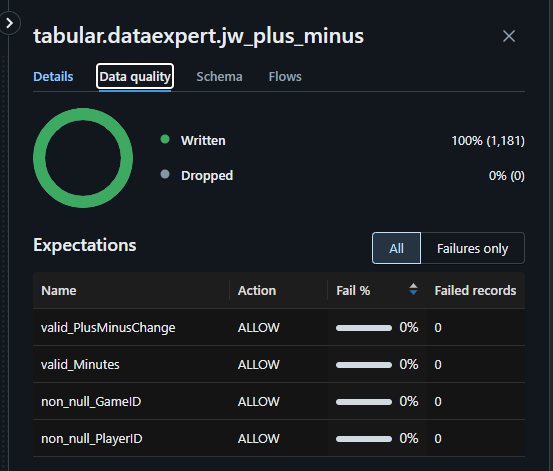 tabular.dataexpert.jw_plus_minus
Details Data quality Schema Flows
Written 100% (1,181)
Dropped 0% (0)
Expectations All Failures only
Name Action Fail % Failed records
valid_PlusMinusChange ALLOW 0% 0
valid_Minutes ALLOW 0% 0
non_null_GameID ALLOW 0% 0
non_null_PlayerID ALLOW 0% 0